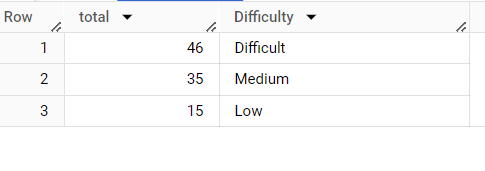 Row total Difficulty
1 46 Difficult
2 35 Medium
3 15 Low